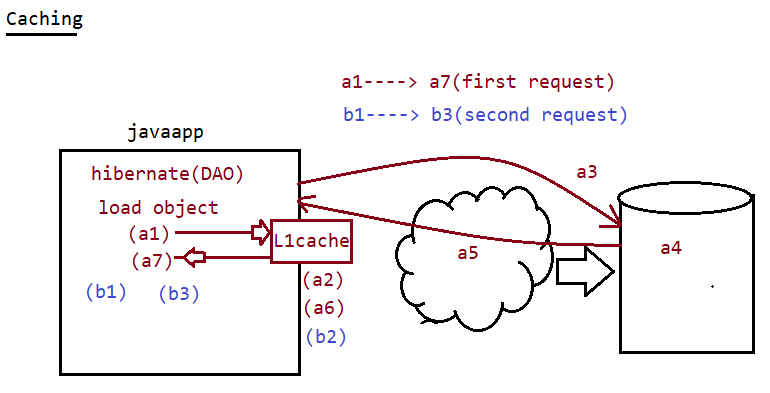 Caching
a1----> a7(first request)
b1----> b3(second request)
javaapp
hibernate(DAO)
a3
load object
(a1)
L1cache
a5
a4
(a7)
(a2)
(b1) (b3)
(a6)
(b2)